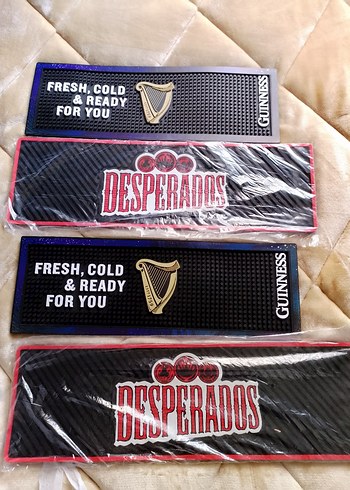 FRESH, COLD
& READY
FOR YOU
GUINNESS
DESPERADOS
FRESH, COLD
& READY
FOR YOU
GUINNESS
DESPERADOS